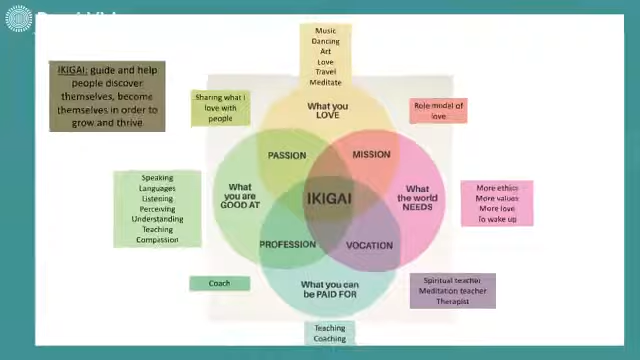 Music
Dancing
Art
Love
Travel
Meditate
IKIGAI: guide and help
people discover
themselves, become
themselves in order to
grow and thrive
Sharing what I
love with
people
What you
LOVE
Role model of
love
PASSION
MISSION
Speaking
Languages
Listening
Perceiving
Understanding
Teaching
Compassion
What
you are
GOOD AT
IKIGAI
What
the world
NEEDS
More ethics
More values
More love
To wake up
PROFESSION
VOCATION
Coach
What you can
be PAID FOR
Spiritual teacher
Meditation teacher
Therapist
Teaching
Coaching